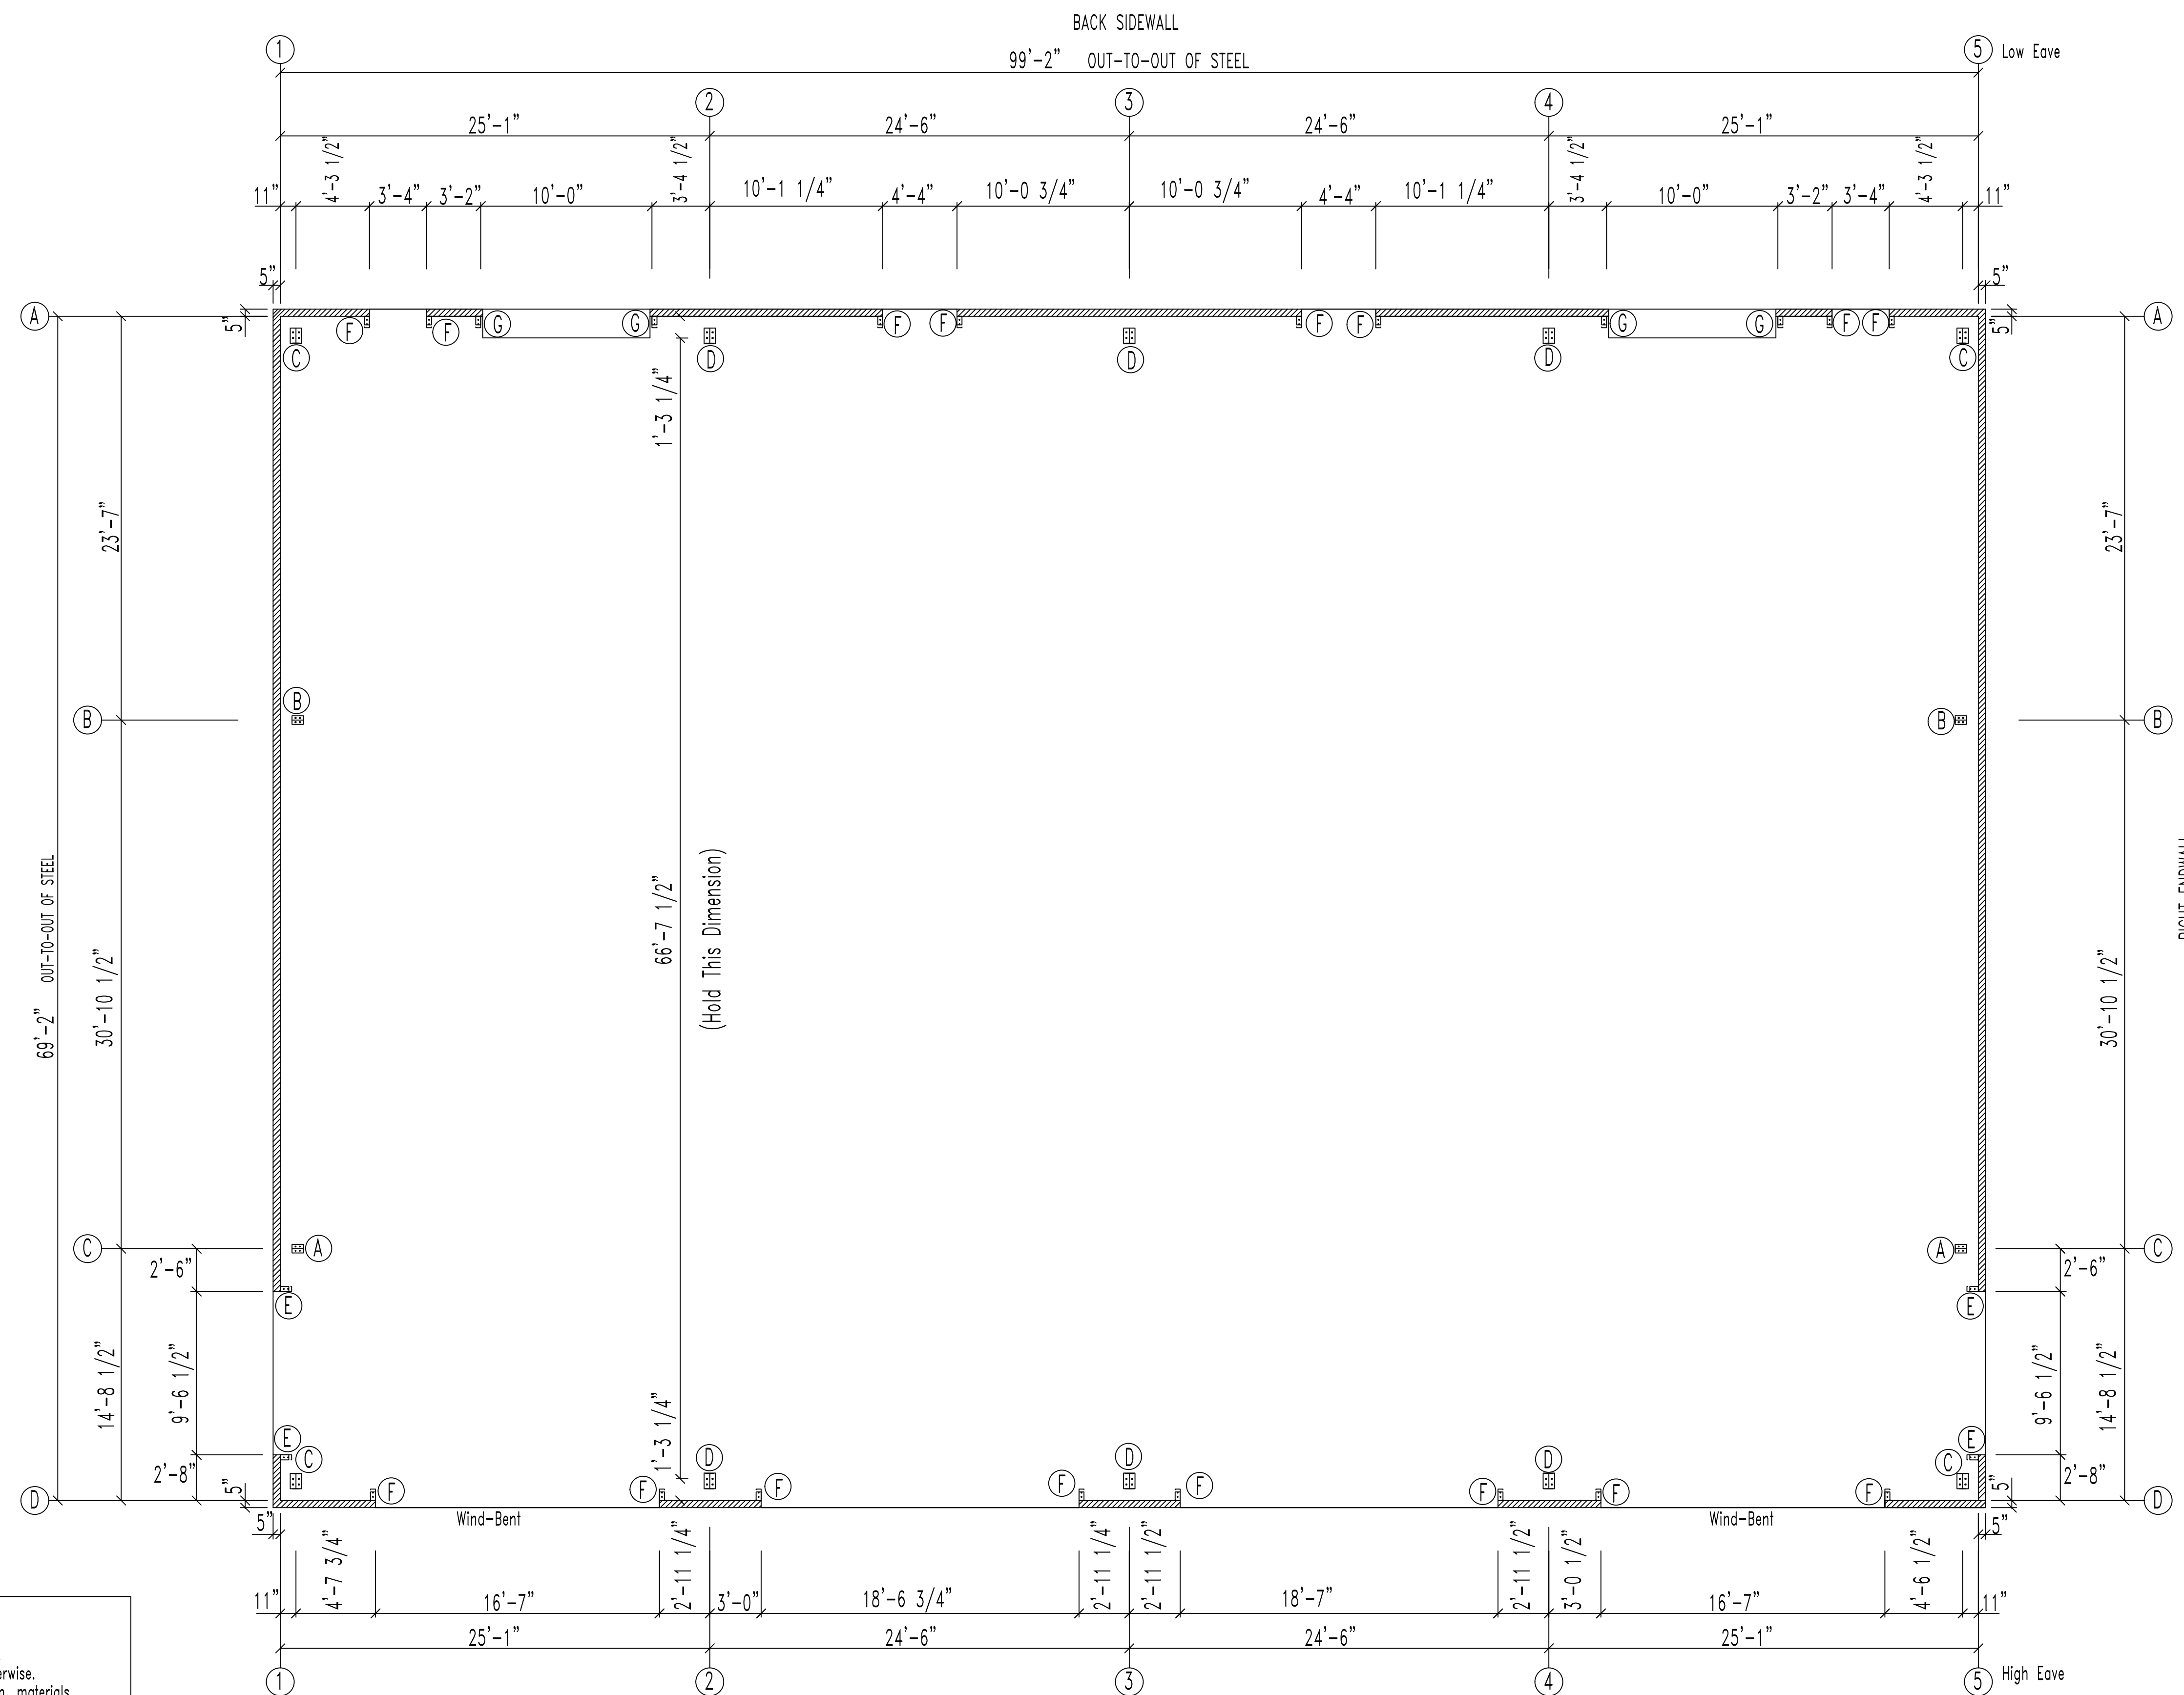 BACK SIDEWALL
1
99'-2" OUT-TO-OUT OF STEEL
5 Low Eave
2 3 4
25'-1" 24'-6" 24'-6" 25'-1"
11" 4'-3 1/2" 3'-4" 3'-2" 10'-0" 3'-4 1/2" 10'-1 1/4" 4'-4" 10'-0 3/4" 10'-0 3/4" 4'-4" 10'-1 1/4" 3'-4 1/2" 10'-0" 3'-2" 3'-4" 4'-3 1/2" 11"
5" 5"
A 5" F F G G F F F F G G F F 5" A
C D D D C
1'-3 1/4"
23'-7" 23'-7"
B B B B
69'-2" OUT-TO-OUT OF STEEL
66'-7 1/2"
(Hold This Dimension)
30'-10 1/2" 30'-10 1/2"
C A A C
2'-6" 2'-6"
E E
14'-8 1/2" 9'-6 1/2" 9'-6 1/2" 14'-8 1/2"
1'-3 1/4"
E E
2'-8" C D D D C 2'-8"
F F F F F F F F
D 5" 5" D
5" Wind-Bent Wind-Bent 5"
11" 4'-7 3/4" 16'-7" 2'-11 1/4" 3'-0" 18'-6 3/4" 2'-11 1/4" 2'-11 1/2" 18'-7" 2'-11 1/2" 3'-0 1/2" 16'-7" 4'-6 1/2" 11"
25'-1" 24'-6" 24'-6" 25'-1"
1 2 3 4 5 High Eave